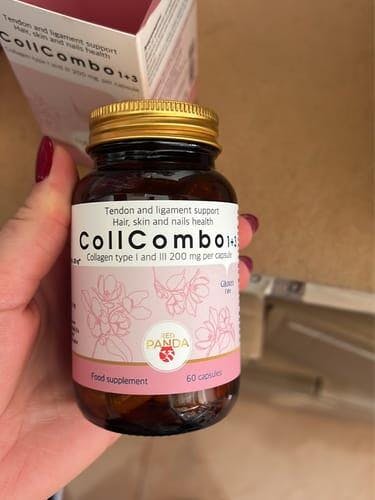 Tendon and ligament support
Hair, skin and nails health
CollCombo 1+3
Collagen type I and III 200 mg per capsule
Tendon and ligament support
Hair, skin and nails health
CollCombo 1+3
Collagen type I and III 200 mg per capsule
Gluten
RED
PANDA
Food supplement
60 capsules